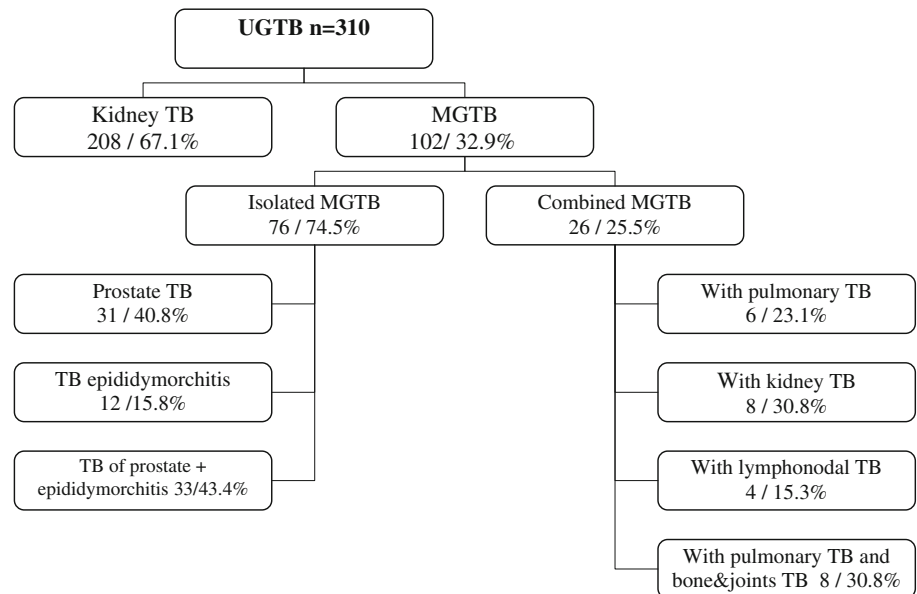 UGTB n=310
Kidney TB
208 / 67.1%
MGTB
102/ 32.9%
Isolated MGTB
76 / 74.5%
Combined MGTB
26 / 25.5%
Prostate TB
31 / 40.8%
TB epididymorchitis
12 /15.8%
TB of prostate +
epididymorchitis 33/43.4%
With pulmonary TB
6 / 23.1%
With kidney TB
8 / 30.8%
With lymphonodal TB
4 / 15.3%
With pulmonary TB and
bone&joints TB 8 / 30.8%